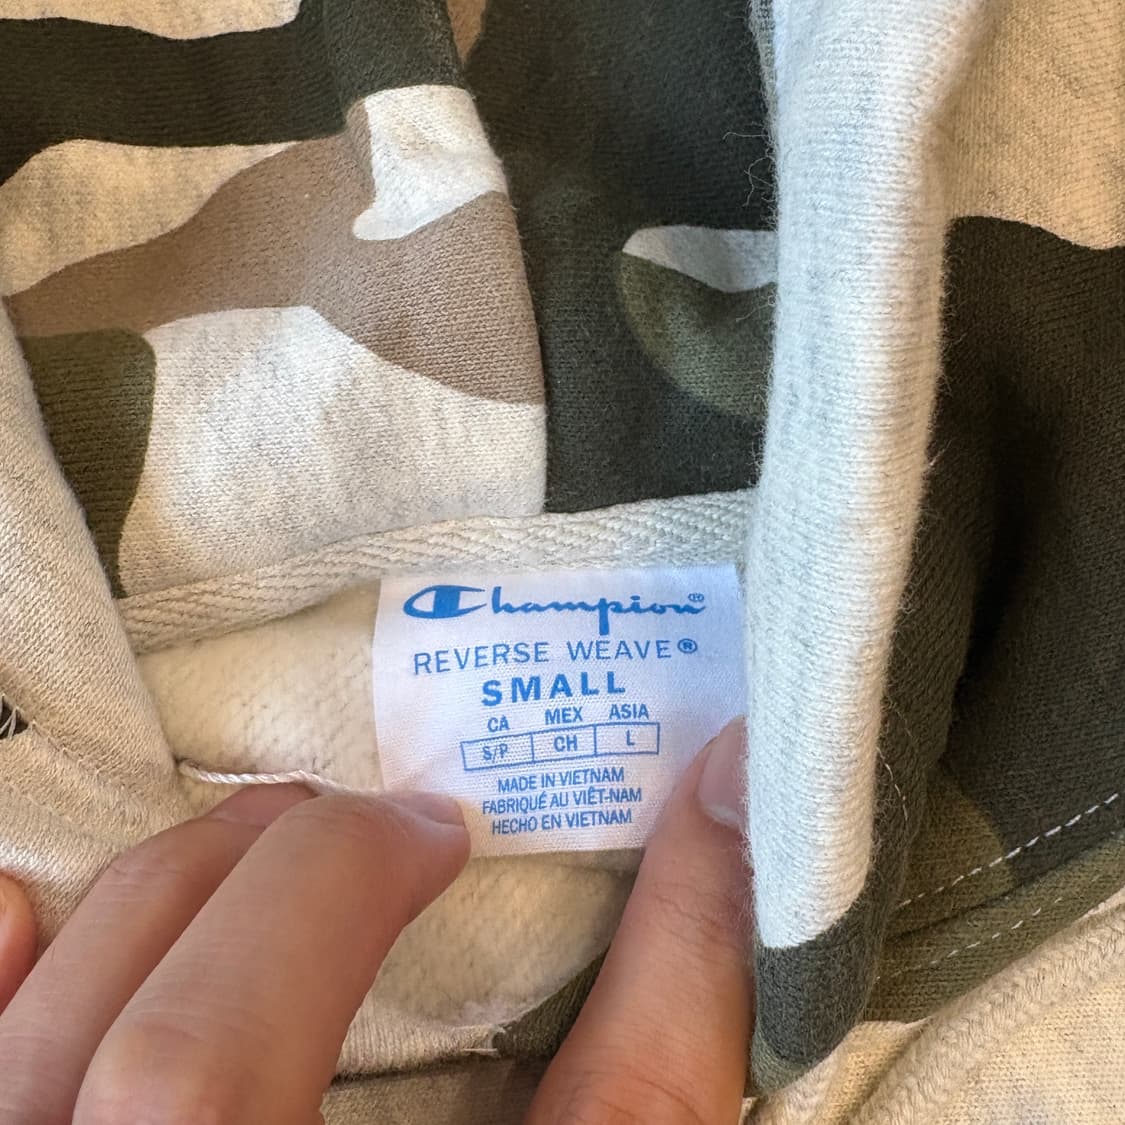 Champion®
REVERSE WEAVE®
SMALL
CA MEX ASIA
S/P CH L
MADE IN VIETNAM
FABRIQUÉ AU VIÊT-NAM
HECHO EN VIETNAM